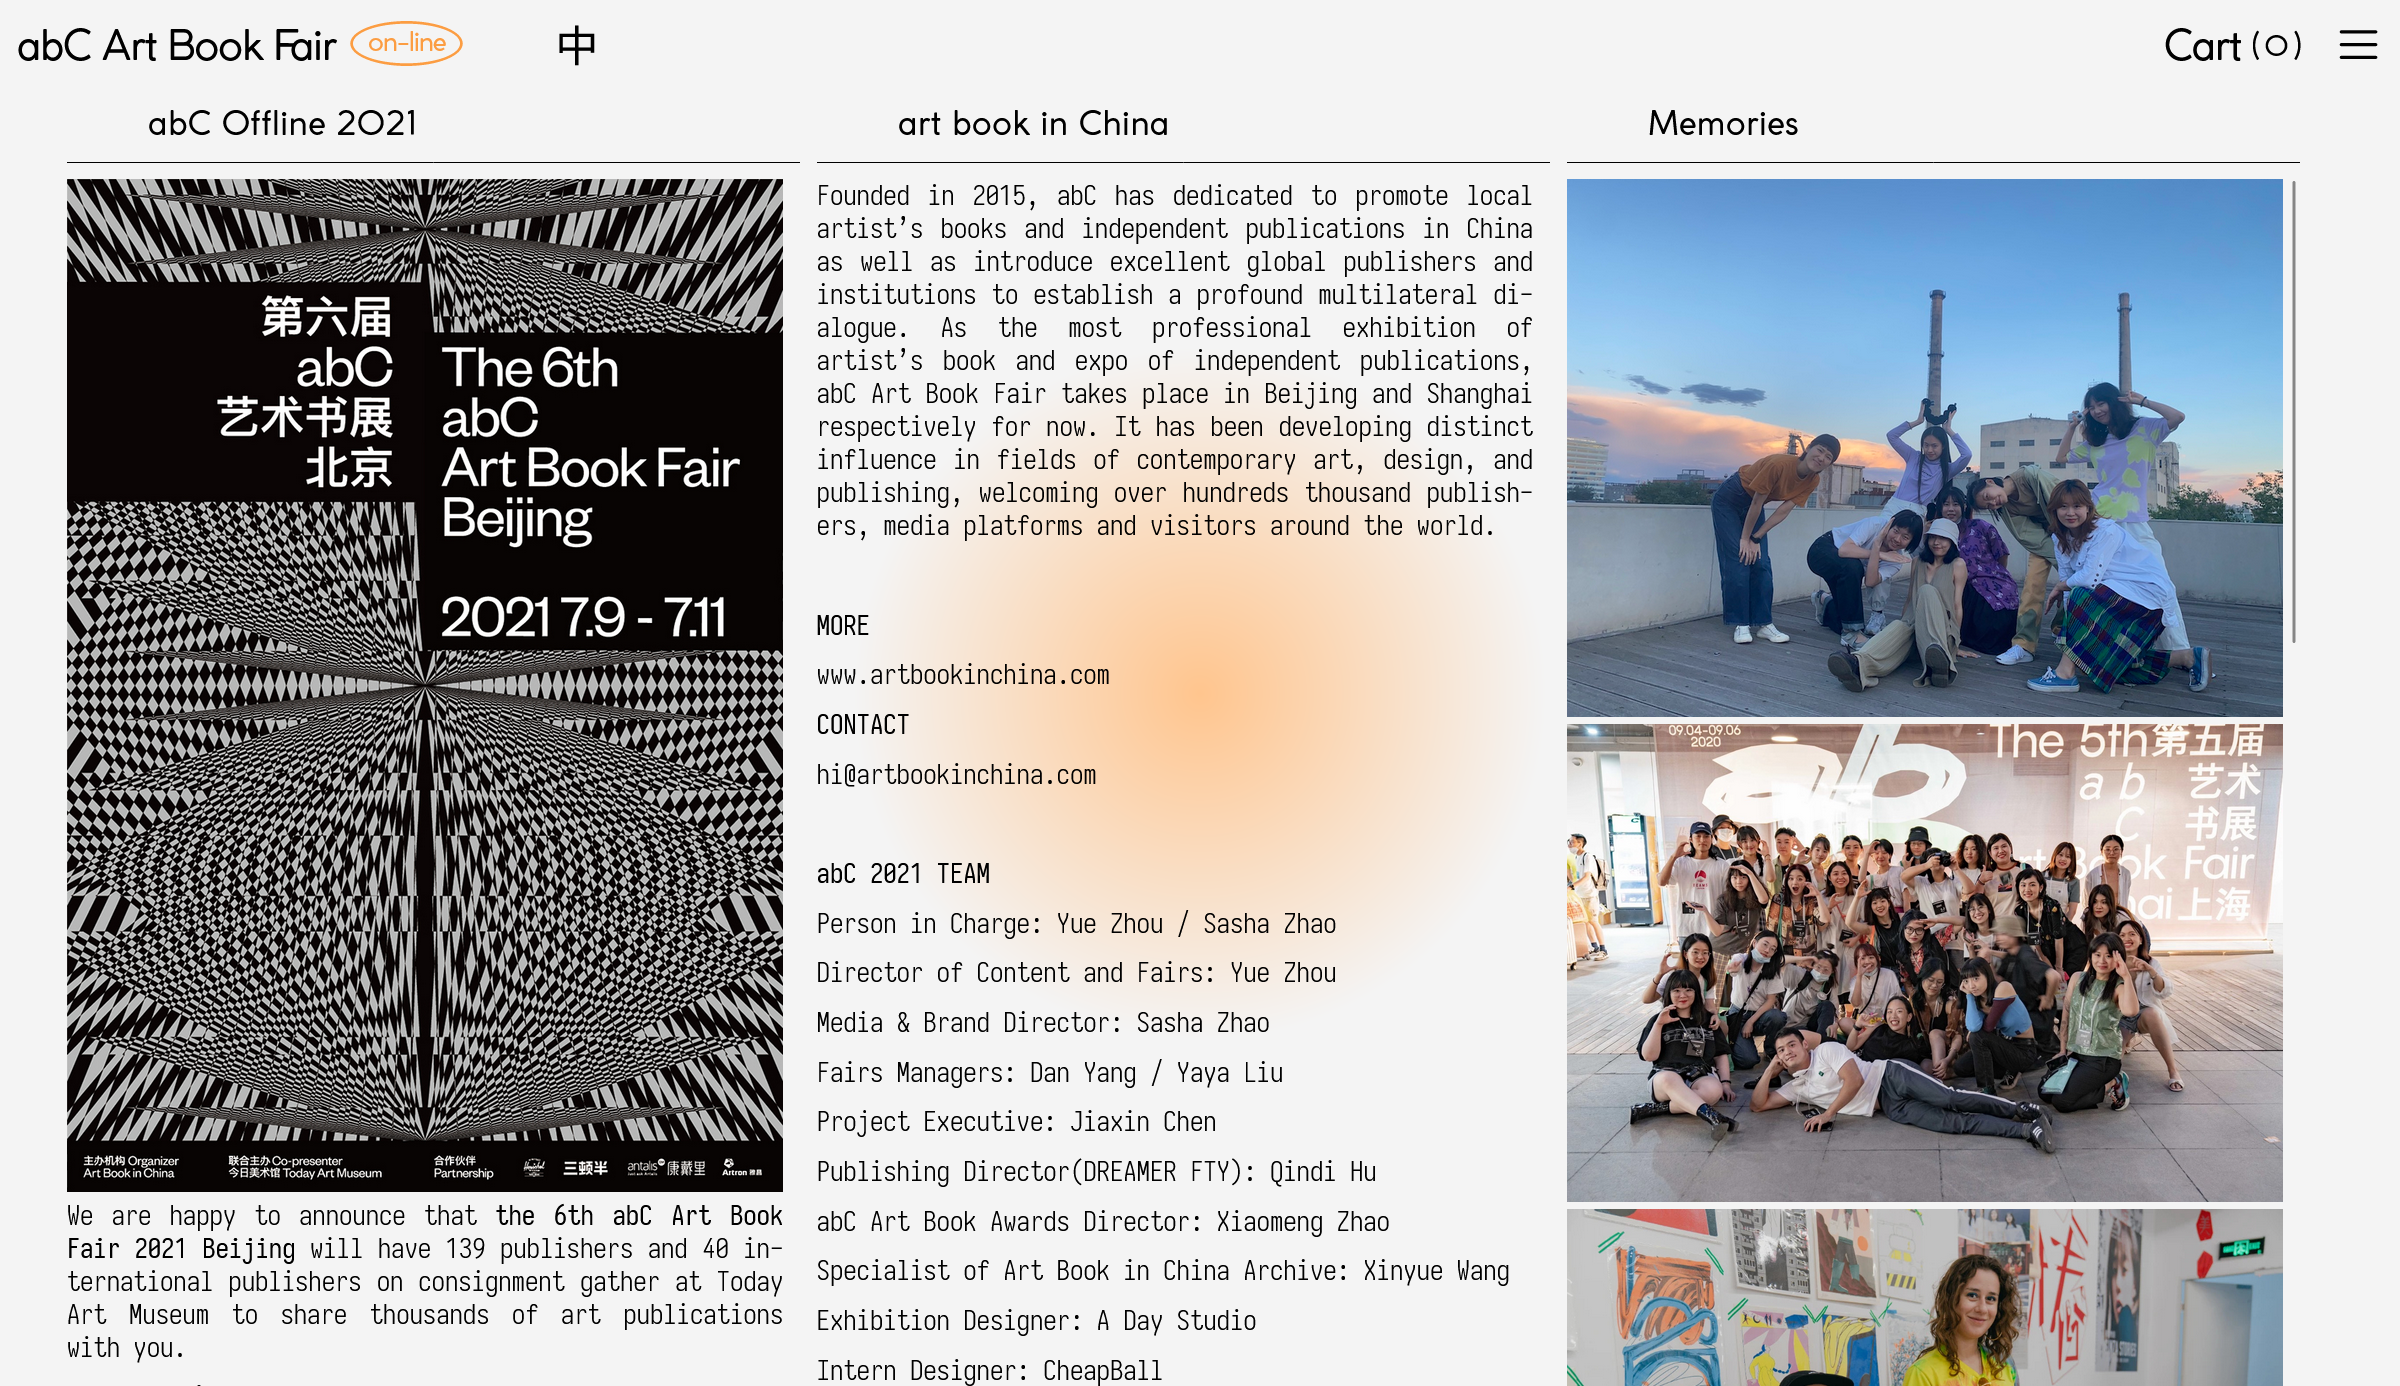 abC Art Book Fair on-line 中 Cart (0)
abC Offline 2021
第六届
abC
艺术书展
北京
The 6th
abC
Art Book Fair
Beijing
2021 7.9 - 7.11
主办机构 Organizer
Art Book in China
联合主办 Co-presenter
今日美术馆 Today Art Museum
合作伙伴
Partnership
三顿半
antalis 康戴里
Artron 雅昌
We are happy to announce that the 6th abC Art Book
Fair 2021 Beijing will have 139 publishers and 40 in-
ternational publishers on consignment gather at Today
Art Museum to share thousands of art publications
with you.
art book in China
Founded in 2015, abC has dedicated to promote local
artist’s books and independent publications in China
as well as introduce excellent global publishers and
institutions to establish a profound multilateral di-
alogue. As the most professional exhibition of
artist’s book and expo of independent publications,
abC Art Book Fair takes place in Beijing and Shanghai
respectively for now. It has been developing distinct
influence in fields of contemporary art, design, and
publishing, welcoming over hundreds thousand publish-
ers, media platforms and visitors around the world.
MORE
www.artbookinchina.com
CONTACT
hi@artbookinchina.com
abC 2021 TEAM
Person in Charge: Yue Zhou / Sasha Zhao
Director of Content and Fairs: Yue Zhou
Media & Brand Director: Sasha Zhao
Fairs Managers: Dan Yang / Yaya Liu
Project Executive: Jiaxin Chen
Publishing Director(DREAMER FTY): Qindi Hu
abC Art Book Awards Director: Xiaomeng Zhao
Specialist of Art Book in China Archive: Xinyue Wang
Exhibition Designer: A Day Studio
Intern Designer: CheapBall
Memories
09.04-09.06
2020
ab
The 5th 第五届
a b 艺术
C 书展
Book Fair
hai 上海